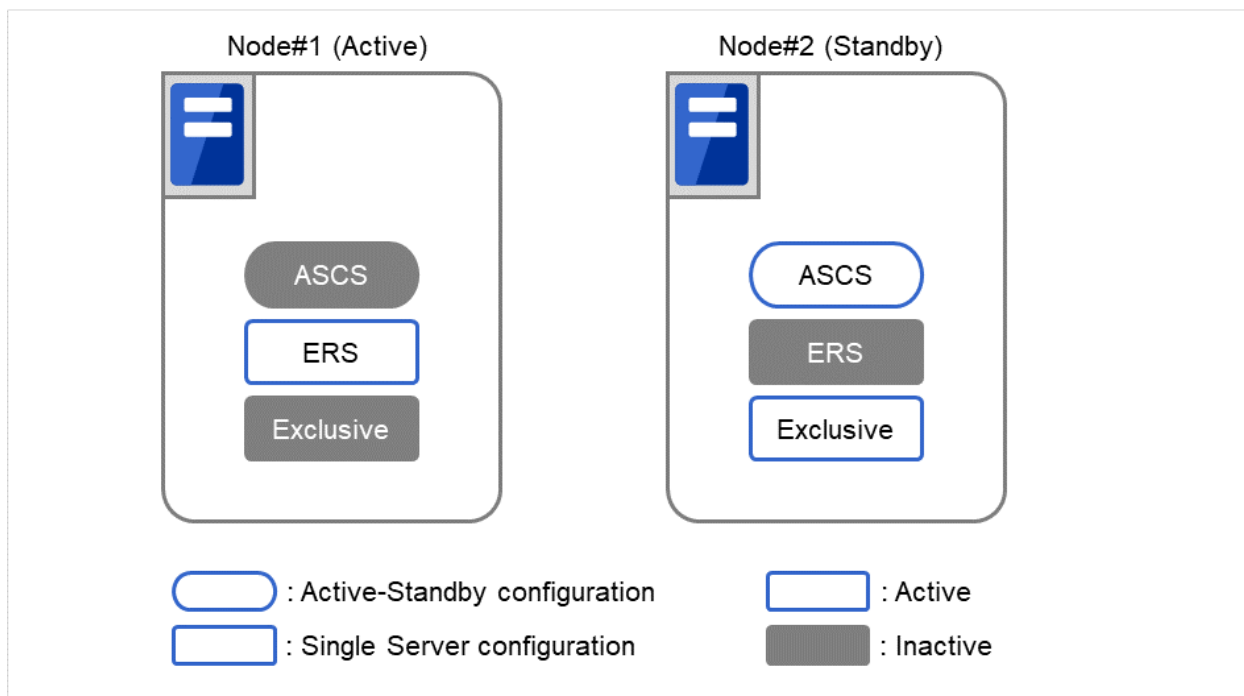 Node#1 (Active)
Node#2 (Standby)
ASCS
ERS
Exclusive
ASCS
ERS
Exclusive
: Active-Standby configuration
: Active
: Single Server configuration
: Inactive